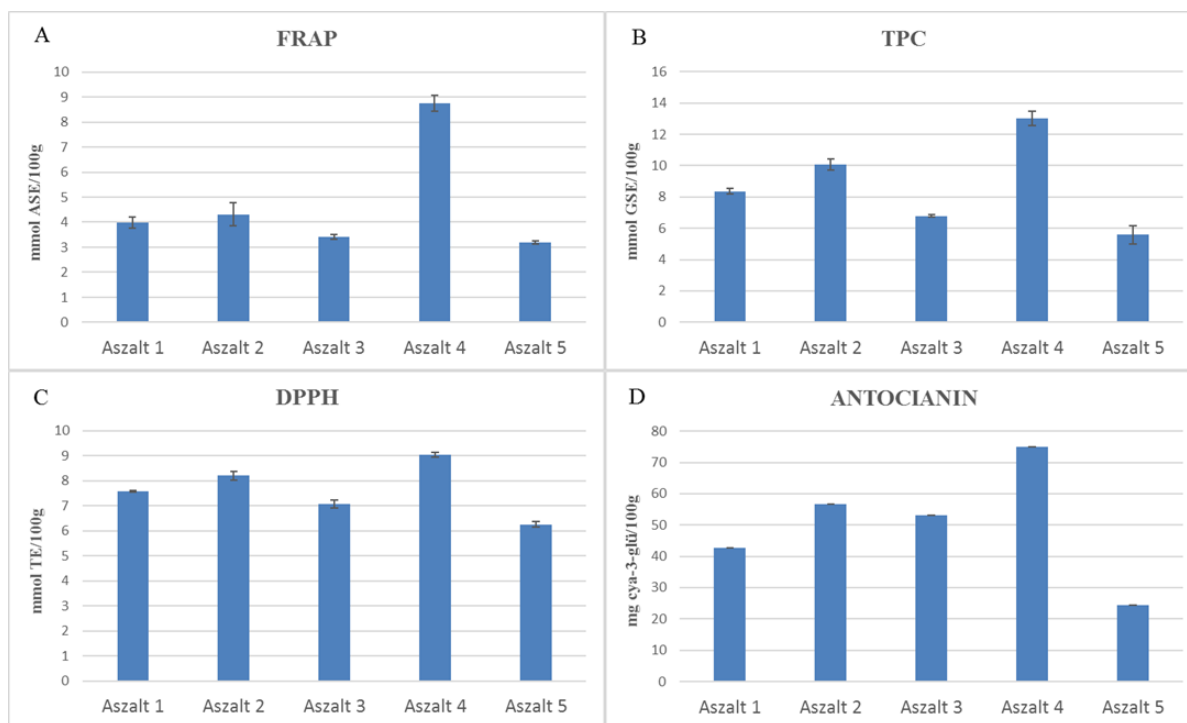 A
FRAP
10
9
8
7
6
5
4
3
2
1
0
mmol ASE/100g
Aszalt 1 Aszalt 2 Aszalt 3 Aszalt 4 Aszalt 5
B
TPC
16
14
12
10
8
6
4
2
0
mmol GSE/100g
Aszalt 1 Aszalt 2 Aszalt 3 Aszalt 4 Aszalt 5
C
DPPH
10
9
8
7
6
5
4
3
2
1
0
mmol TE/100g
Aszalt 1 Aszalt 2 Aszalt 3 Aszalt 4 Aszalt 5
D
ANTOCIANIN
80
70
60
50
40
30
20
10
0
mg cya-3-glü/100g
Aszalt 1 Aszalt 2 Aszalt 3 Aszalt 4 Aszalt 5